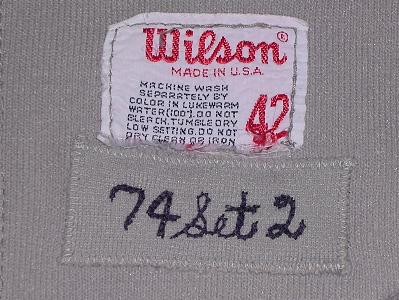 Wilson ®
MADE IN U.S.A.
MACHINE WASH
SEPARATELY BY
COLOR IN LUKEWARM
WATER(100°). DO NOT
BLEACH. TUMBLE DRY
LOW SETTING. DO NOT
DRY CLEAN OR IRON
42
74 Set 2